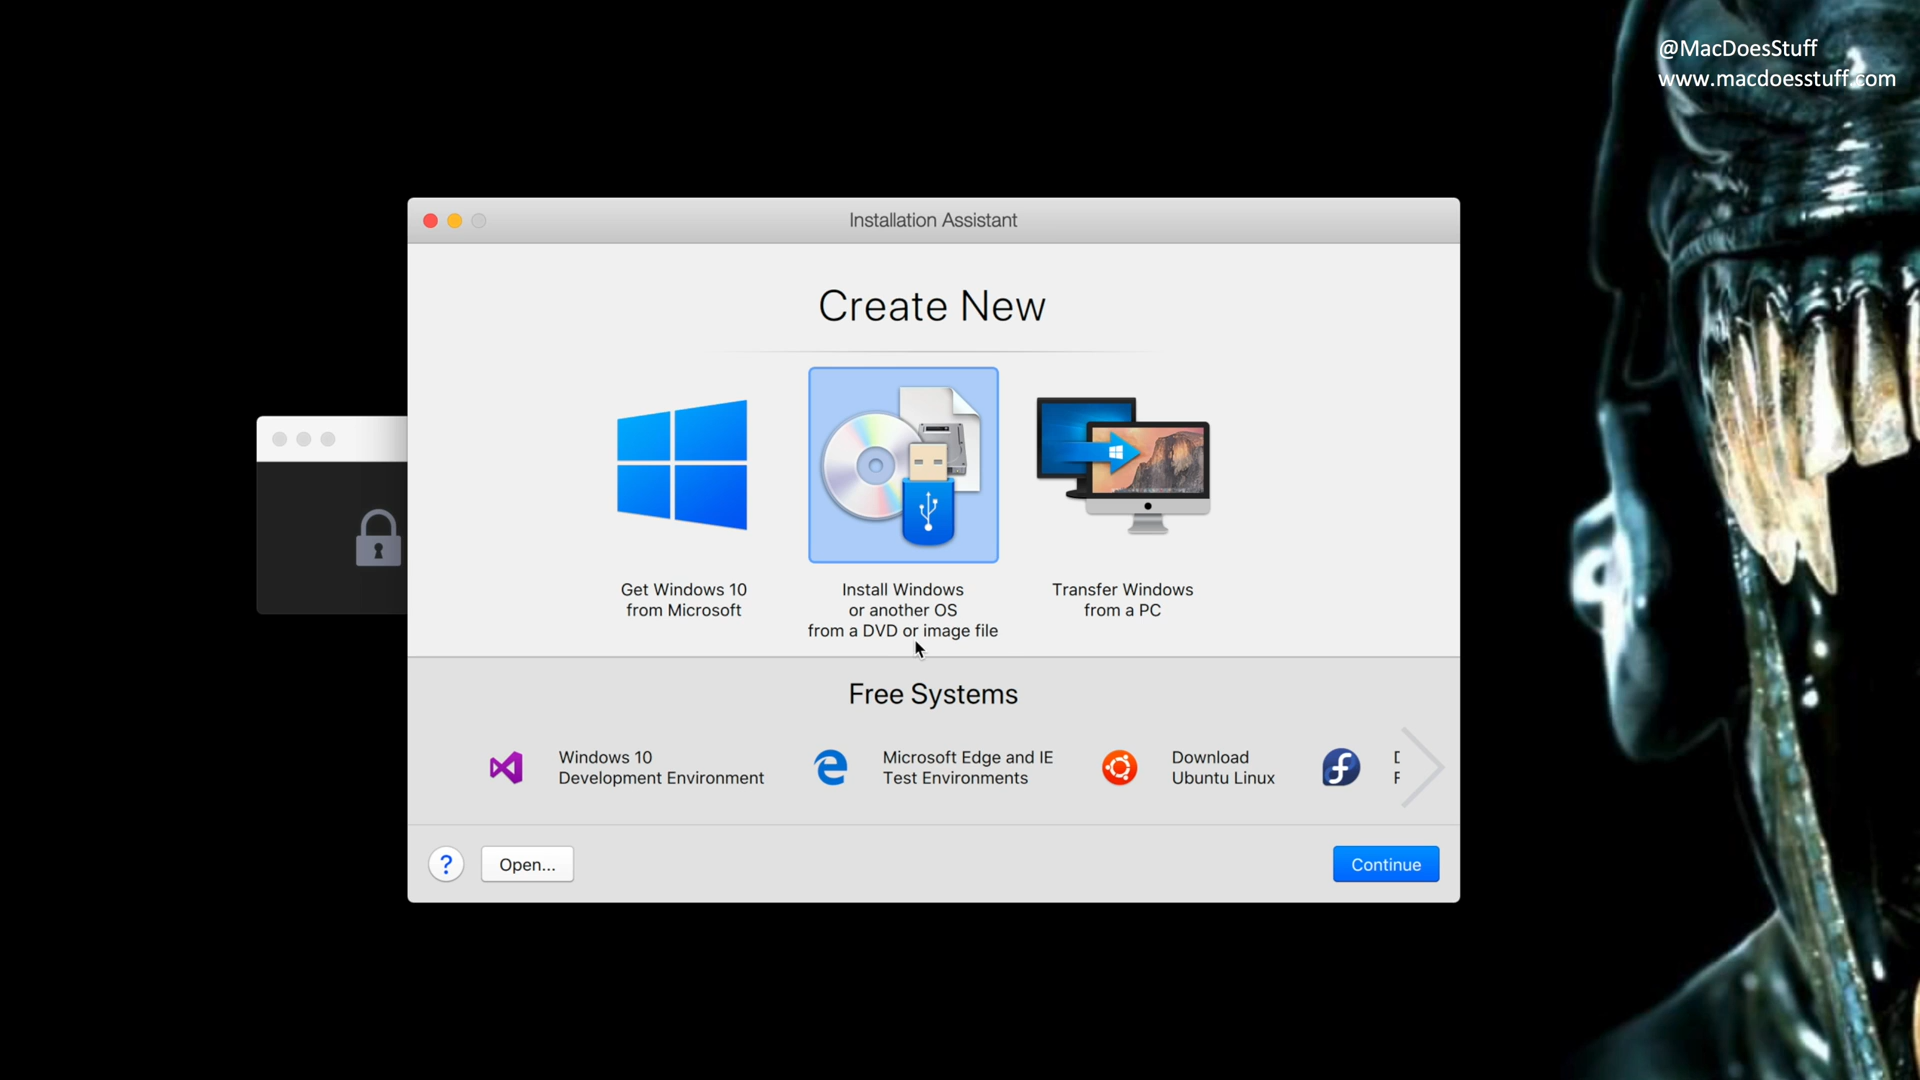 @MacDoesStuff
www.macdoesstuff.com
Installation Assistant
Create New
Get Windows 10
from Microsoft
Install Windows
or another OS
from a DVD or image file
Transfer Windows
from a PC
Free Systems
Windows 10
Development Environment
Microsoft Edge and IE
Test Environments
Download
Ubuntu Linux
?
Open...
Continue